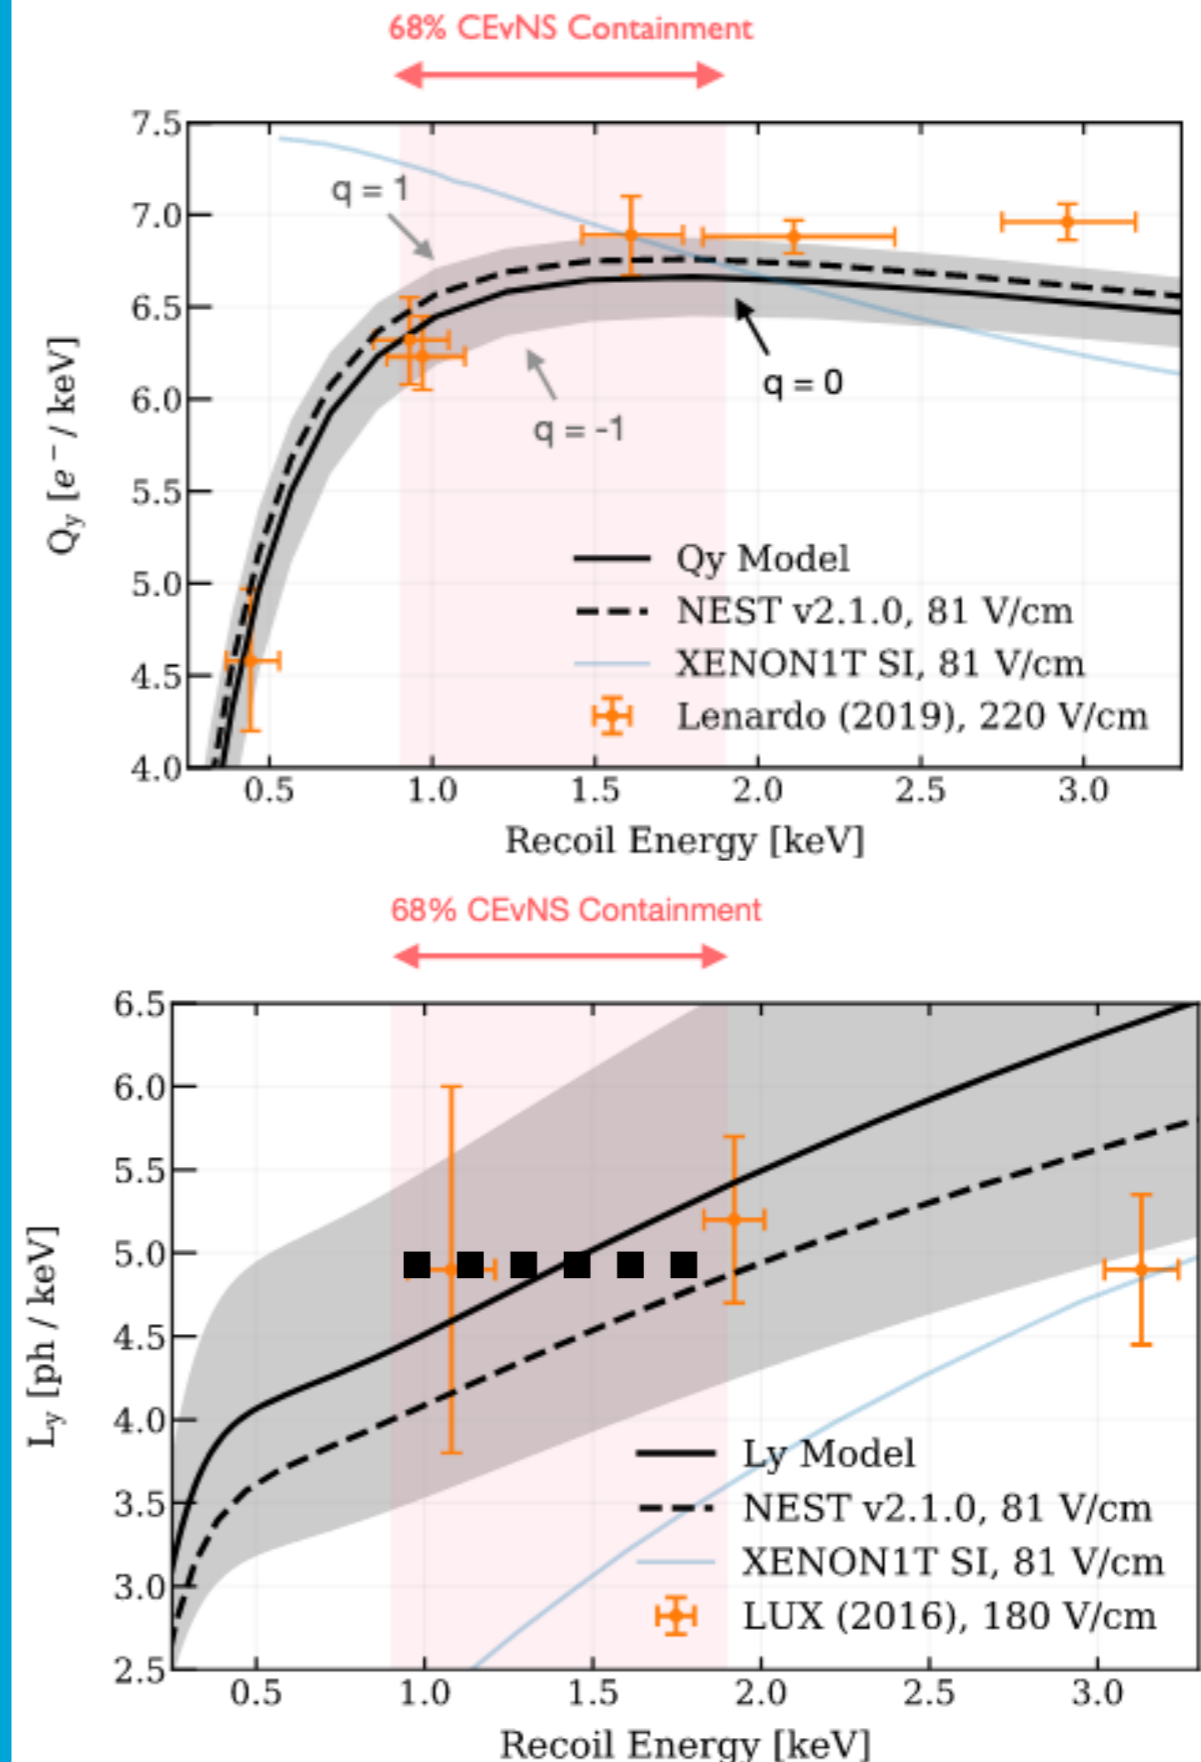 68% CEvNS Containment
7.5
7.0
6.5
6.0
5.5
5.0
4.5
4.0
Qy [e⁻ / keV]
q = 1
q = 0
q = -1
Qy Model
NEST v2.1.0, 81 V/cm
XENON1T SI, 81 V/cm
Lenardo (2019), 220 V/cm
0.5 1.0 1.5 2.0 2.5 3.0
Recoil Energy [keV]
68% CEvNS Containment
6.5
6.0
5.5
5.0
4.5
4.0
3.5
3.0
2.5
Ly [ph / keV]
Ly Model
NEST v2.1.0, 81 V/cm
XENON1T SI, 81 V/cm
LUX (2016), 180 V/cm
0.5 1.0 1.5 2.0 2.5 3.0
Recoil Energy [keV]